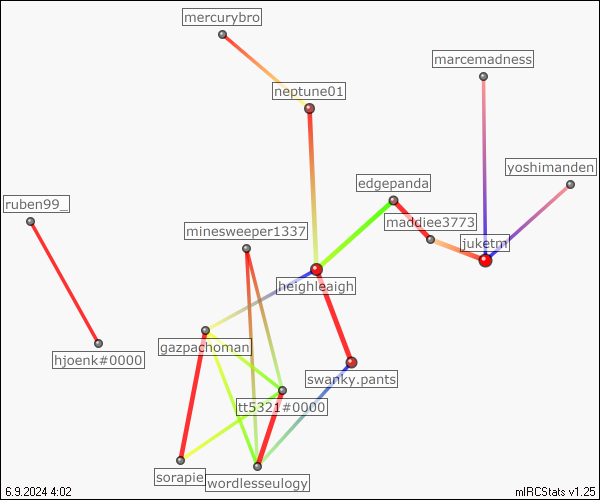 mercurybro
marcemadness
neptune01
yoshimanden
edgepanda
ruben99_
maddiee3773
minesweeper1337
juketm
heighleaigh
gazpachoman
hjoenk#0000
swanky.pants
tt5321#0000
sorapie
wordlesseulogy
6.9.2024 4:02
mIRCStats v1.25